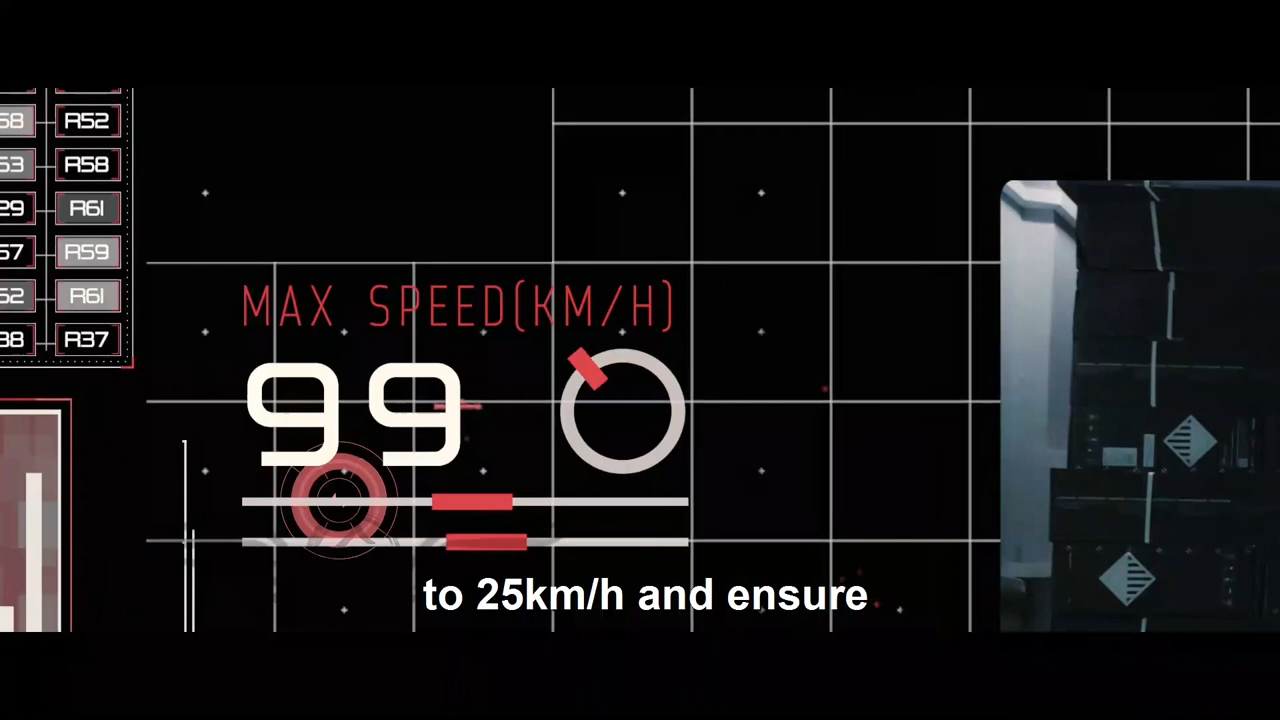 58 R52
53 R58
29 R61
57 R59
52 R61
38 R37
MAX SPEED(KM/H)
99
to 25km/h and ensure